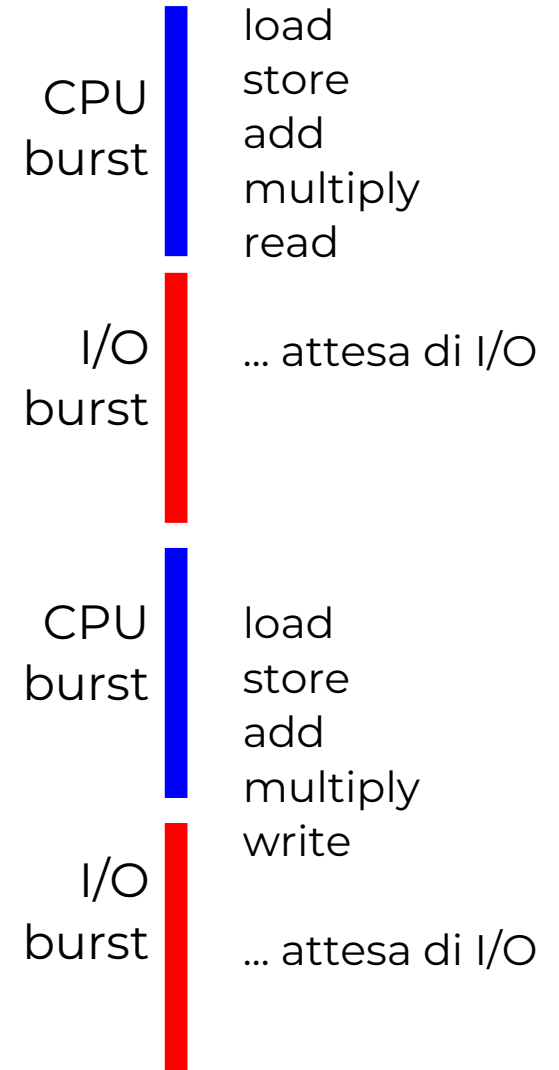 CPU
burst
load
store
add
multiply
read
I/O
burst
... attesa di I/O
CPU
burst
load
store
add
multiply
write
I/O
burst
... attesa di I/O